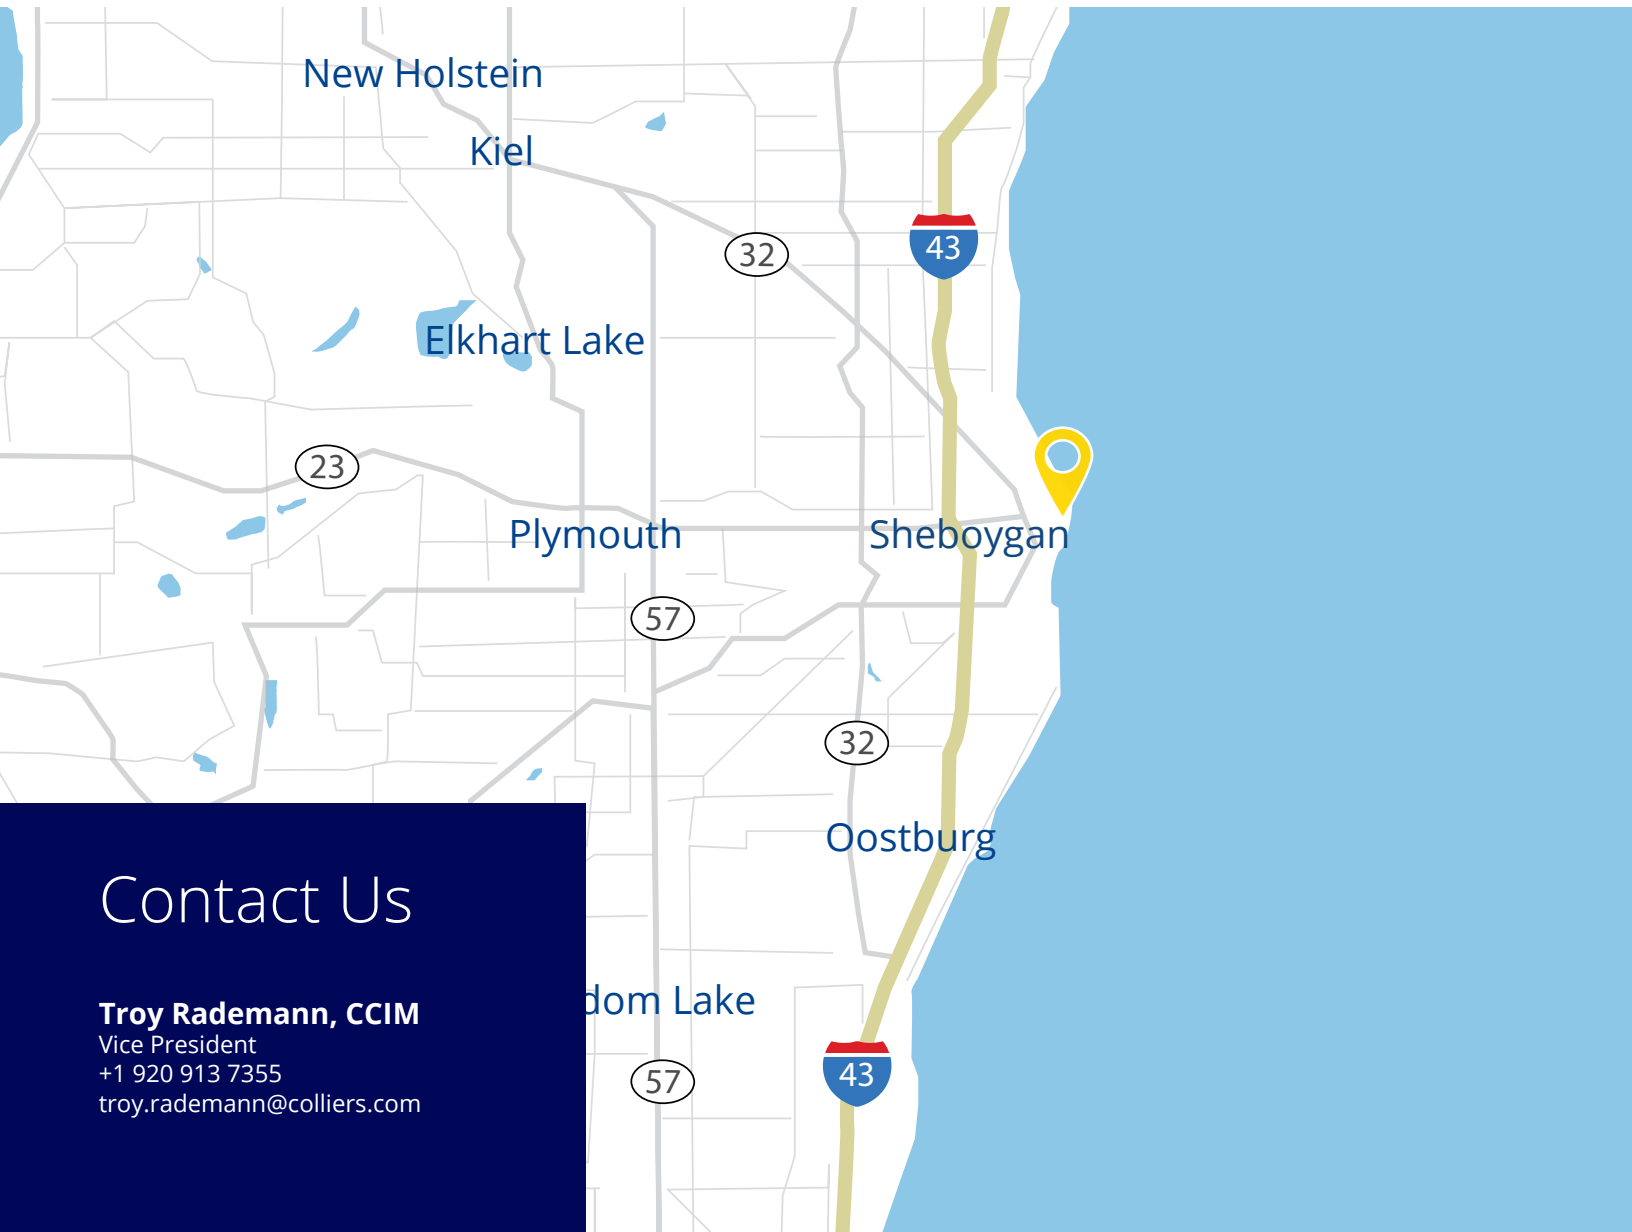 New Holstein
Kiel
32
43
Elkhart Lake
23
Plymouth
Sheboygan
57
32
Oostburg
dom Lake
57
43
Contact Us
Troy Rademann, CCIM
Vice President
+1 920 913 7355
troy.rademann@colliers.com